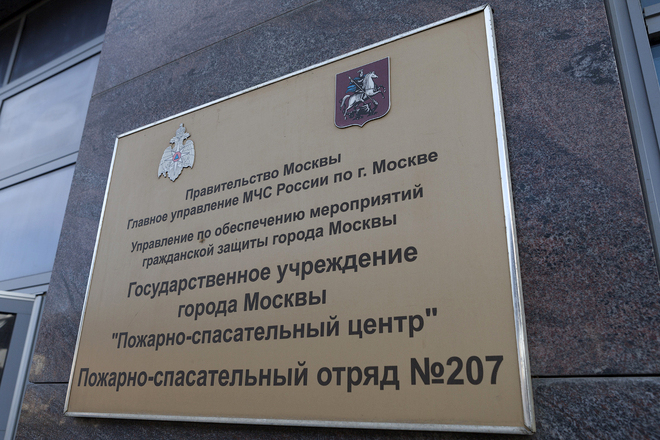 Правительство Москвы
Главное управление МЧС России по г. Москве
Управление по обеспечению мероприятий
гражданской защиты города Москвы
Государственное учреждение
города Москвы
"Пожарно-спасательный центр"
Пожарно-спасательный отряд №207